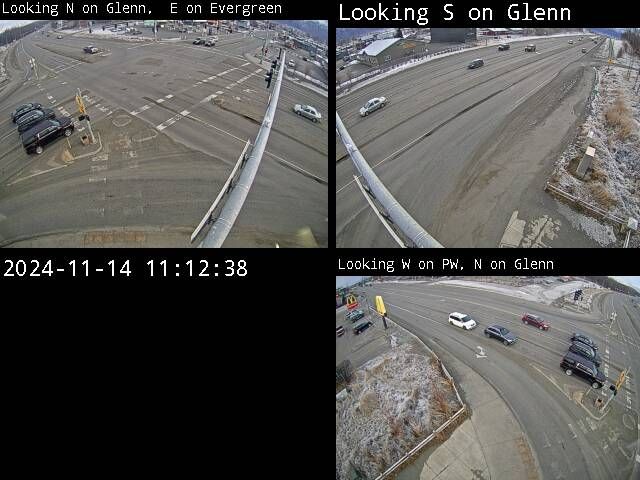 Looking N on Glenn, E on Evergreen
Looking S on Glenn
2024-11-14 11:12:38
Looking W on PW, N on Glenn